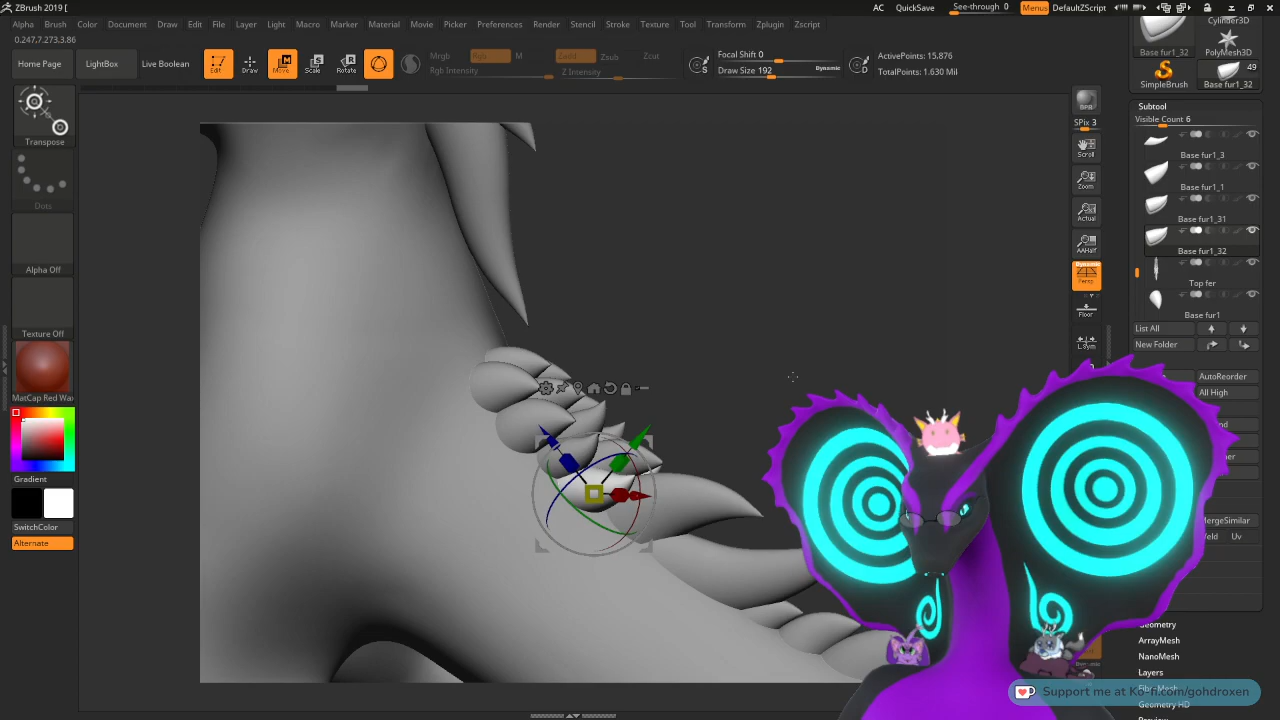 ZBrush 2019 [
AC QuickSave See-through 0 Menus DefaultZScript
Alpha Brush Color Document Draw Edit File Layer Light Macro Marker Material Movie Picker Preferences Render Stencil Stroke Texture Tool Transform Zplugin Zscript
0.247,7.273,3.86
Home Page LightBox Live Boolean Edit Draw Move Scale Rotate
Mrgb Rgb M Zadd Zsub Zcut
Rgb Intensity Z Intensity
Focal Shift 0
Draw Size 192 Dynamic
ActivePoints: 15,876
TotalPoints: 1.630 Mil
Transpose
Dots
Alpha Off
Texture Off
MatCap Red Wax
Gradient
SwitchColor
Alternate
BPR
SPix 3
Scroll
Zoom
Actual
AAHalf
Dynamic
Persp
Floor
L.Sym
Cylinder3D
Base fur1_32 PolyMesh3D
49
SimpleBrush Base fur1_32
Subtool
Visible Count 6
Base fur1_3
Base fur1_1
Base fur1_31
Base fur1_32
Top fer
Base fur1
List All
New Folder
AutoReorder
All High
MergeSimilar
Weld Uv
Geometry
ArrayMesh
NanoMesh
Layers
FiberMesh
Geometry HD
Preview
Support me at Ko-fi.com/gohdroxen